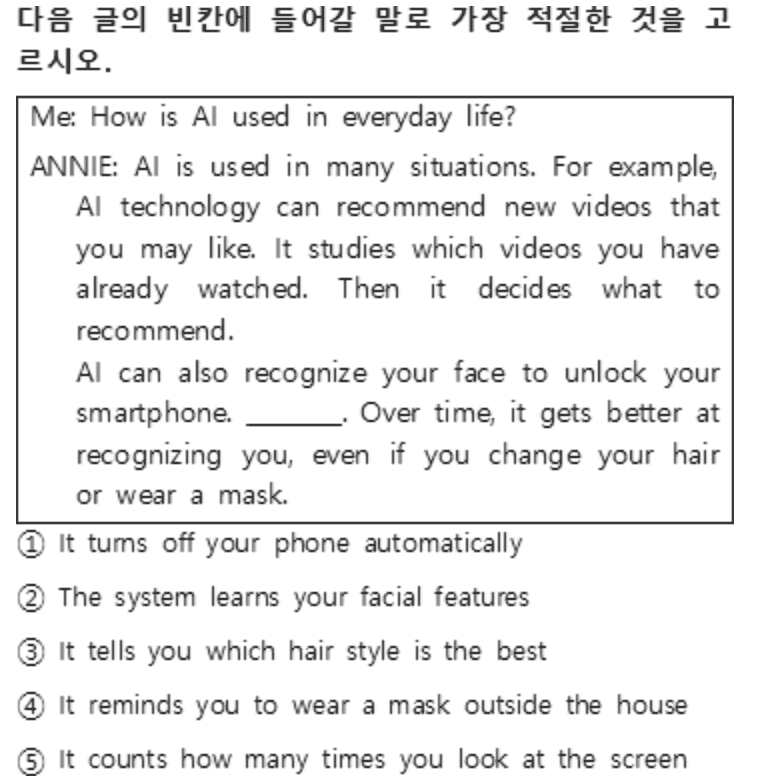 다음 글의 빈칸에 들어갈 말로 가장 적절한 것을 고
르시오.
Me: How is AI used in everyday life?
ANNIE: AI is used in many situations. For example,
AI technology can recommend new videos that
you may like. It studies which videos you have
already watched. Then it decides what to
recommend.
AI can also recognize your face to unlock your
smartphone. _______. Over time, it gets better at
recognizing you, even if you change your hair
or wear a mask.
① It turns off your phone automatically
② The system learns your facial features
③ It tells you which hair style is the best
④ It reminds you to wear a mask outside the house
⑤ It counts how many times you look at the screen